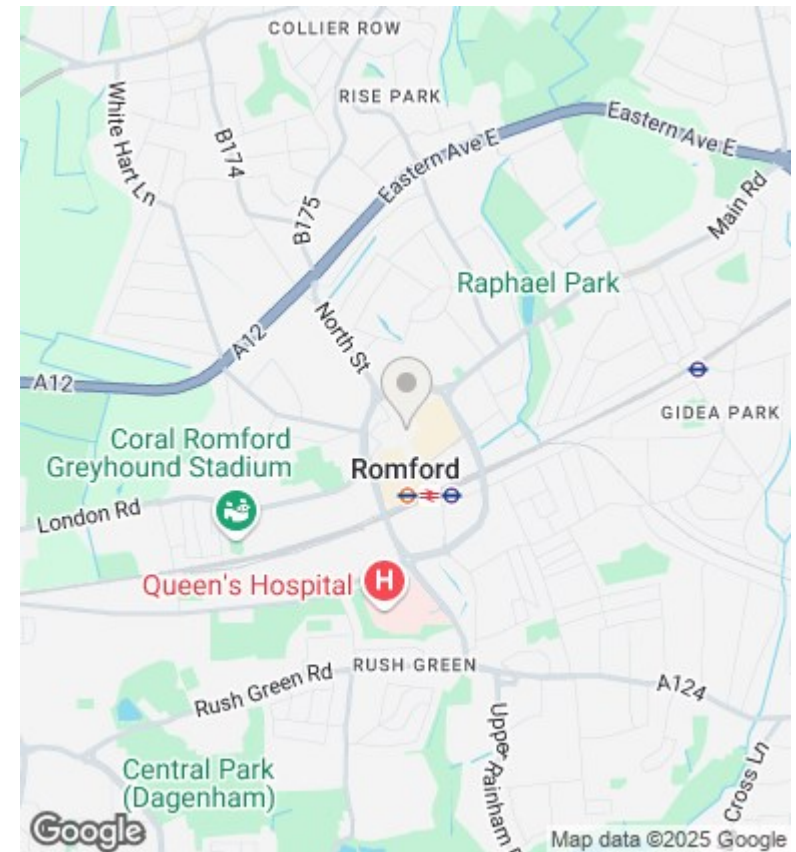 COLLIER ROW
RISE PARK
White Hart Ln
B174
B175
Eastern Ave E
Eastern Ave E
Main Rd
Raphael Park
North St
A12
A12
GIDEA PARK
Coral Romford
Greyhound Stadium
Romford
London Rd
Queen's Hospital
H
RUSH GREEN
Rush Green Rd
A124
Upper Rainham
Cross Ln
Central Park
(Dagenham)
Google
Map data ©2025 Google